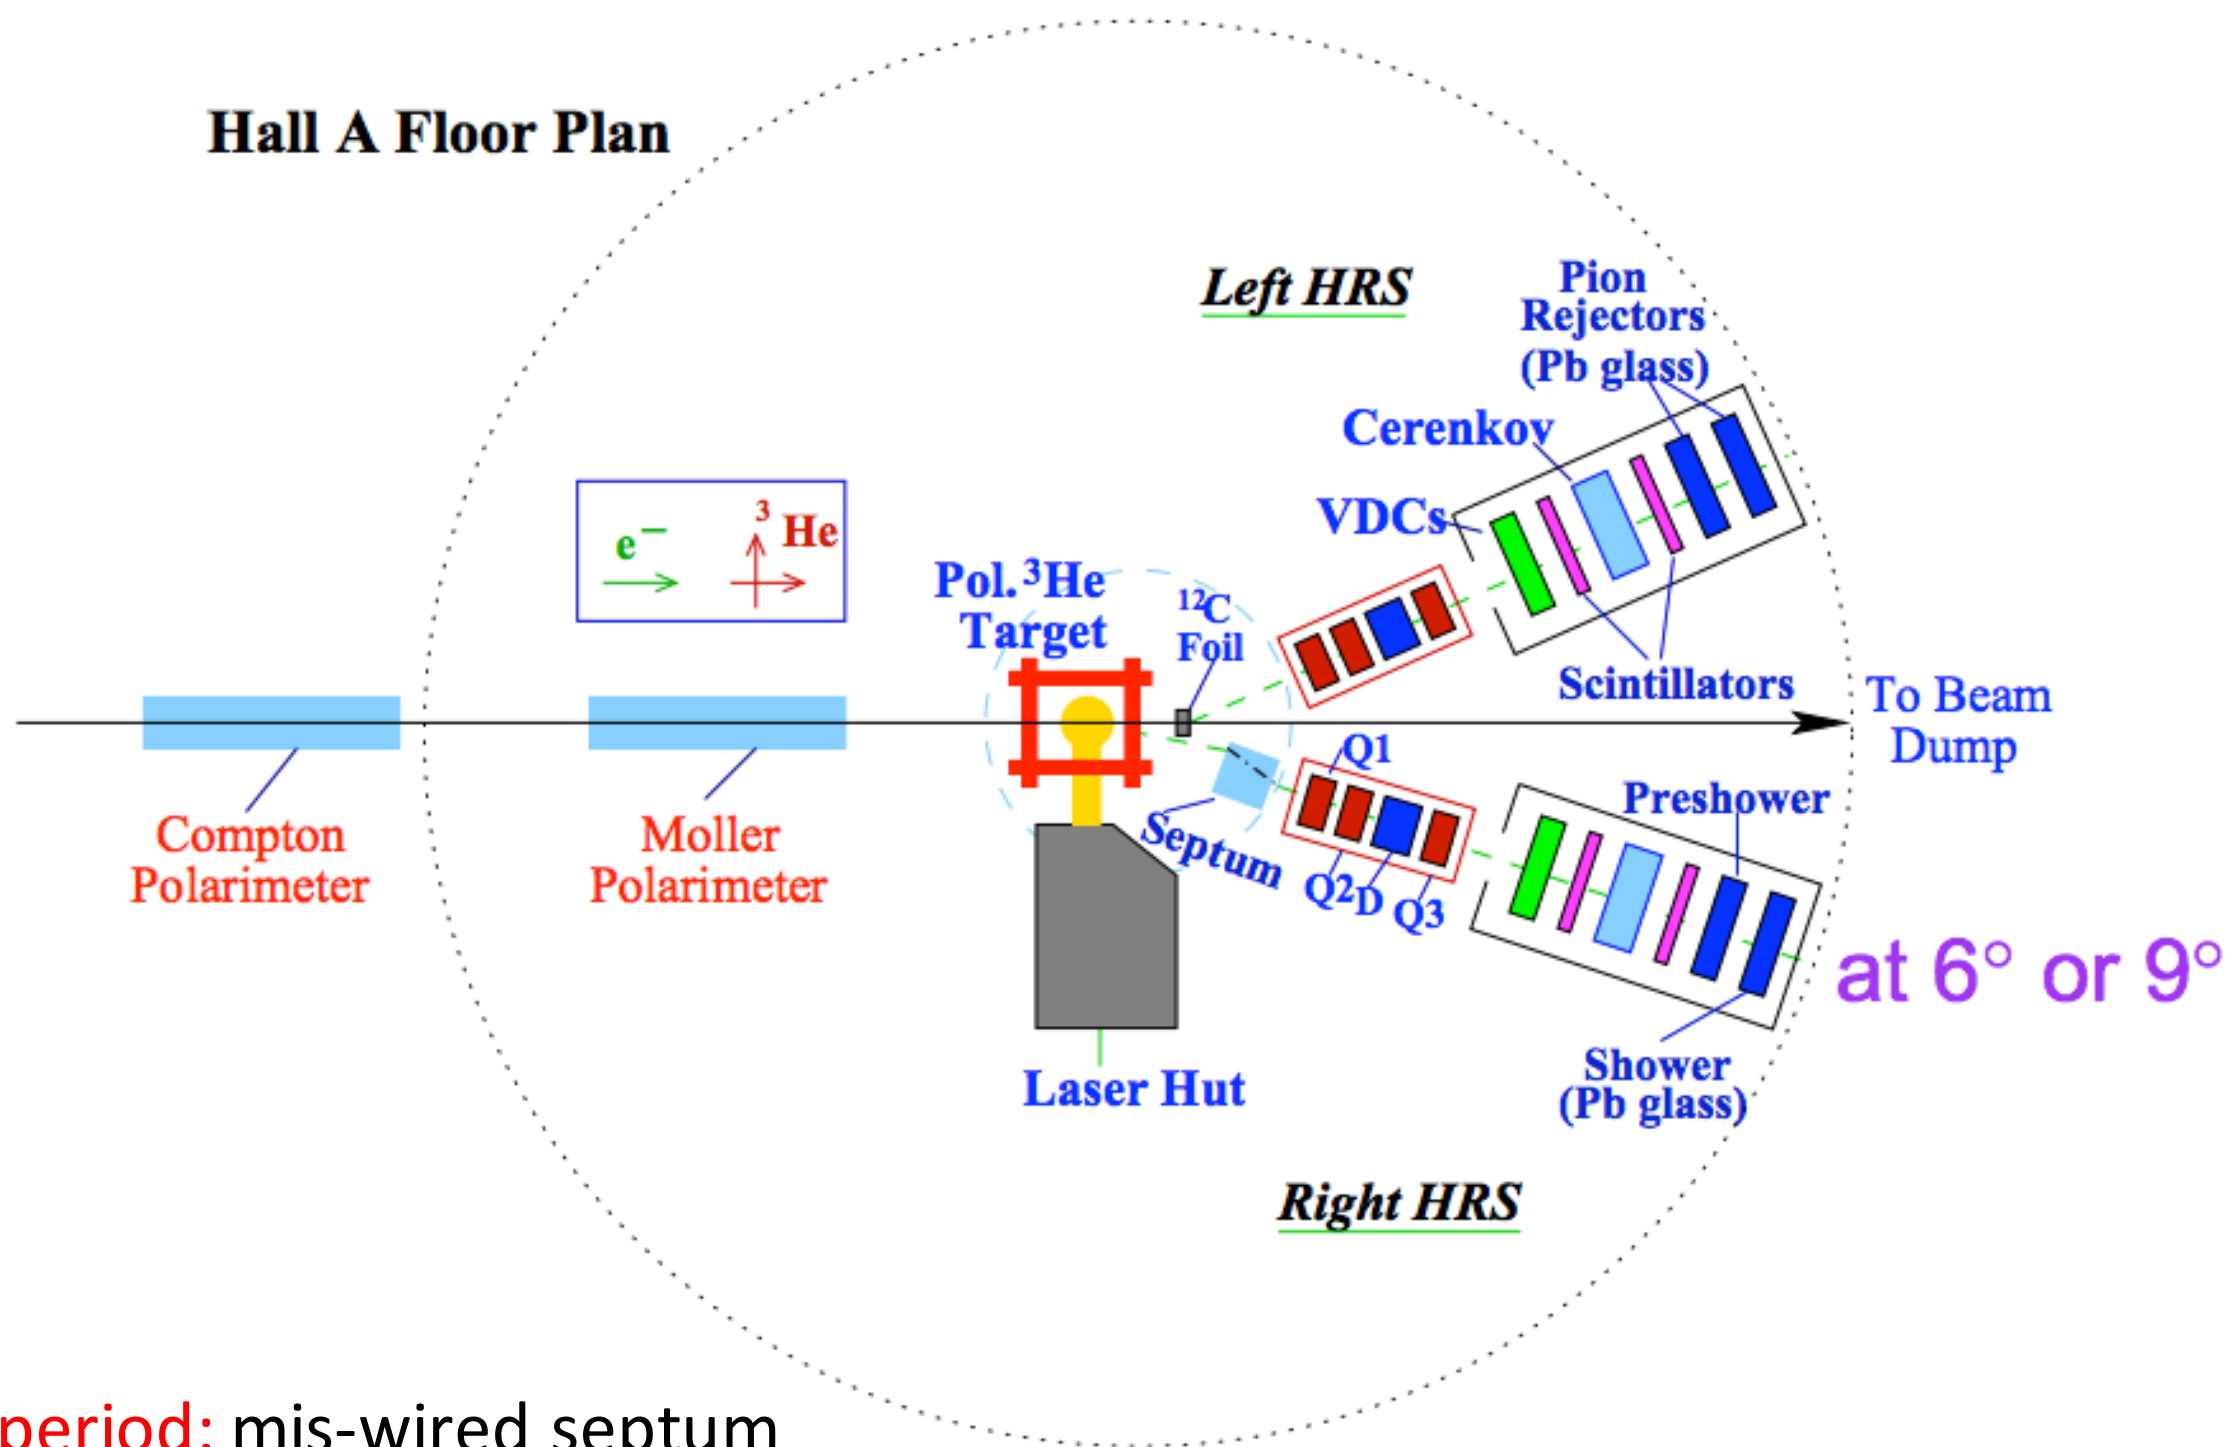 Hall A Floor Plan
Left HRS
Pion
Rejectors
(Pb glass)
Cerenkov
VDCs
e⁻
³He
Pol.³He
Target
¹²C
Foil
Scintillators
To Beam
Dump
Compton
Polarimeter
Moller
Polarimeter
Septum
Q1
Q2
D
Q3
Preshower
at 6° or 9°
Shower
(Pb glass)
Laser Hut
Right HRS
period: mis-wired septum